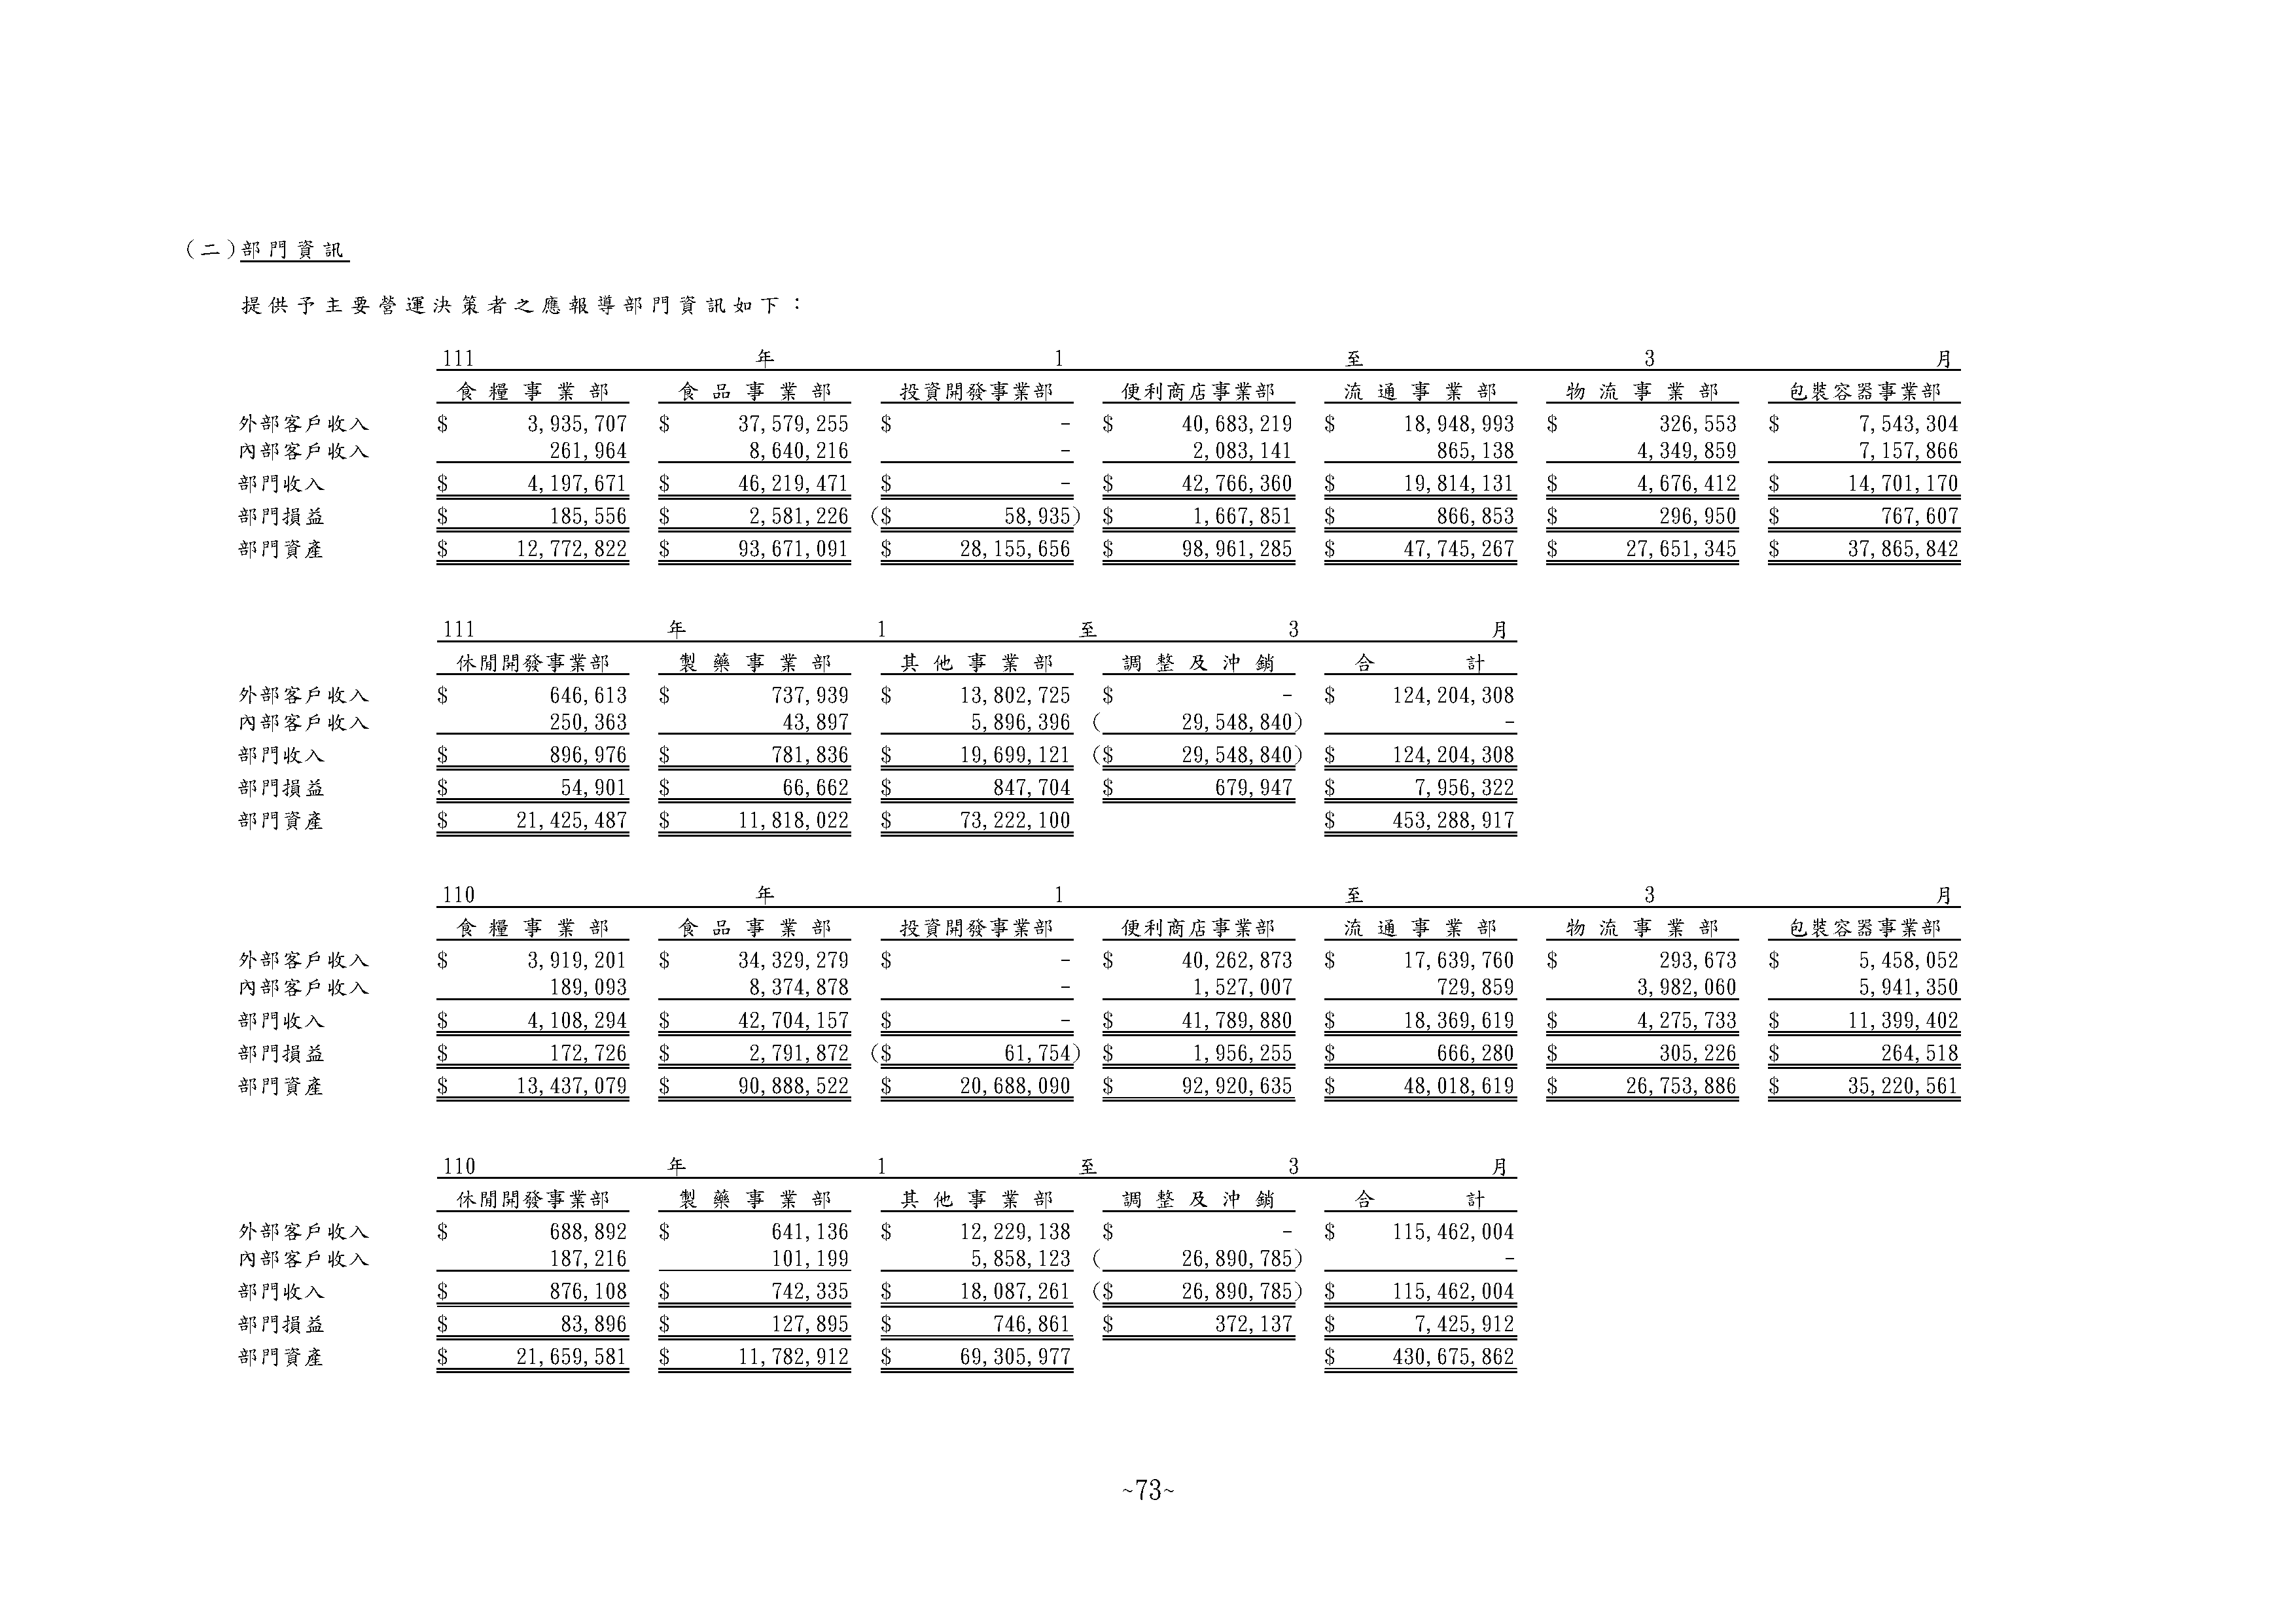 (二)部門資訊
提供予主要營運決策者之應報導部門資訊如下：
111 年 1 至 3 月
食糧事業部 食品事業部 投資開發事業部 便利商店事業部 流通事業部 物流事業部 包裝容器事業部
外部客戶收入 $ 3,935,707 $ 37,579,255 $ - $ 40,683,219 $ 18,948,993 $ 326,553 $ 7,543,304
內部客戶收入 261,964 8,640,216 - 2,083,141 865,138 4,349,859 7,157,866
部門收入 $ 4,197,671 $ 46,219,471 $ - $ 42,766,360 $ 19,814,131 $ 4,676,412 $ 14,701,170
部門損益 $ 185,556 $ 2,581,226 ($ 58,935) $ 1,667,851 $ 866,853 $ 296,950 $ 767,607
部門資產 $ 12,772,822 $ 93,671,091 $ 28,155,656 $ 98,961,285 $ 47,745,267 $ 27,651,345 $ 37,865,842
111 年 1 至 3 月
休閒開發事業部 製藥事業部 其他事業部 調整及沖銷 合計
外部客戶收入 $ 646,613 $ 737,939 $ 13,802,725 $ - $ 124,204,308
內部客戶收入 250,363 43,897 5,896,396 ( 29,548,840) -
部門收入 $ 896,976 $ 781,836 $ 19,699,121 ($ 29,548,840) $ 124,204,308
部門損益 $ 54,901 $ 66,662 $ 847,704 $ 679,947 $ 7,956,322
部門資產 $ 21,425,487 $ 11,818,022 $ 73,222,100 $ 453,288,917
110 年 1 至 3 月
食糧事業部 食品事業部 投資開發事業部 便利商店事業部 流通事業部 物流事業部 包裝容器事業部
外部客戶收入 $ 3,919,201 $ 34,329,279 $ - $ 40,262,873 $ 17,639,760 $ 293,673 $ 5,458,052
內部客戶收入 189,093 8,374,878 - 1,527,007 729,859 3,982,060 5,941,350
部門收入 $ 4,108,294 $ 42,704,157 $ - $ 41,789,880 $ 18,369,619 $ 4,275,733 $ 11,399,402
部門損益 $ 172,726 $ 2,791,872 ($ 61,754) $ 1,956,255 $ 666,280 $ 305,226 $ 264,518
部門資產 $ 13,437,079 $ 90,888,522 $ 20,688,090 $ 92,920,635 $ 48,018,619 $ 26,753,886 $ 35,220,561
110 年 1 至 3 月
休閒開發事業部 製藥事業部 其他事業部 調整及沖銷 合計
外部客戶收入 $ 688,892 $ 641,136 $ 12,229,138 $ - $ 115,462,004
內部客戶收入 187,216 101,199 5,858,123 ( 26,890,785) -
部門收入 $ 876,108 $ 742,335 $ 18,087,261 ($ 26,890,785) $ 115,462,004
部門損益 $ 83,896 $ 127,895 $ 746,861 $ 372,137 $ 7,425,912
部門資產 $ 21,659,581 $ 11,782,912 $ 69,305,977 $ 430,675,862
~73~